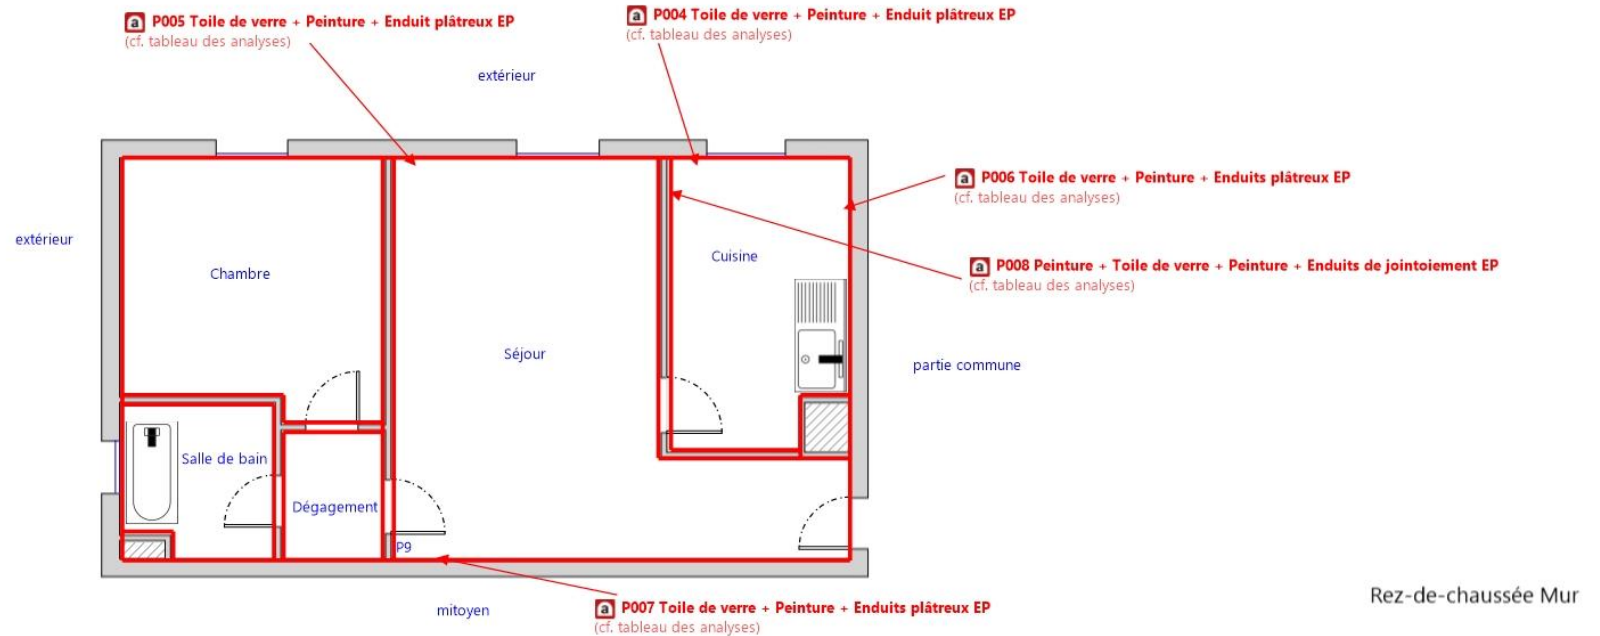 a P005 Toile de verre + Peinture + Enduit plâtreux EP
(cf. tableau des analyses)
a P004 Toile de verre + Peinture + Enduit plâtreux EP
(cf. tableau des analyses)
extérieur
a P006 Toile de verre + Peinture + Enduits plâtreux EP
(cf. tableau des analyses)
extérieur
Chambre
Cuisine
a P008 Peinture + Toile de verre + Peinture + Enduits de jointoiement EP
(cf. tableau des analyses)
Séjour
partie commune
Salle de bain
Dégagement
P9
mitoyen
a P007 Toile de verre + Peinture + Enduits plâtreux EP
(cf. tableau des analyses)
Rez-de-chaussée Mur